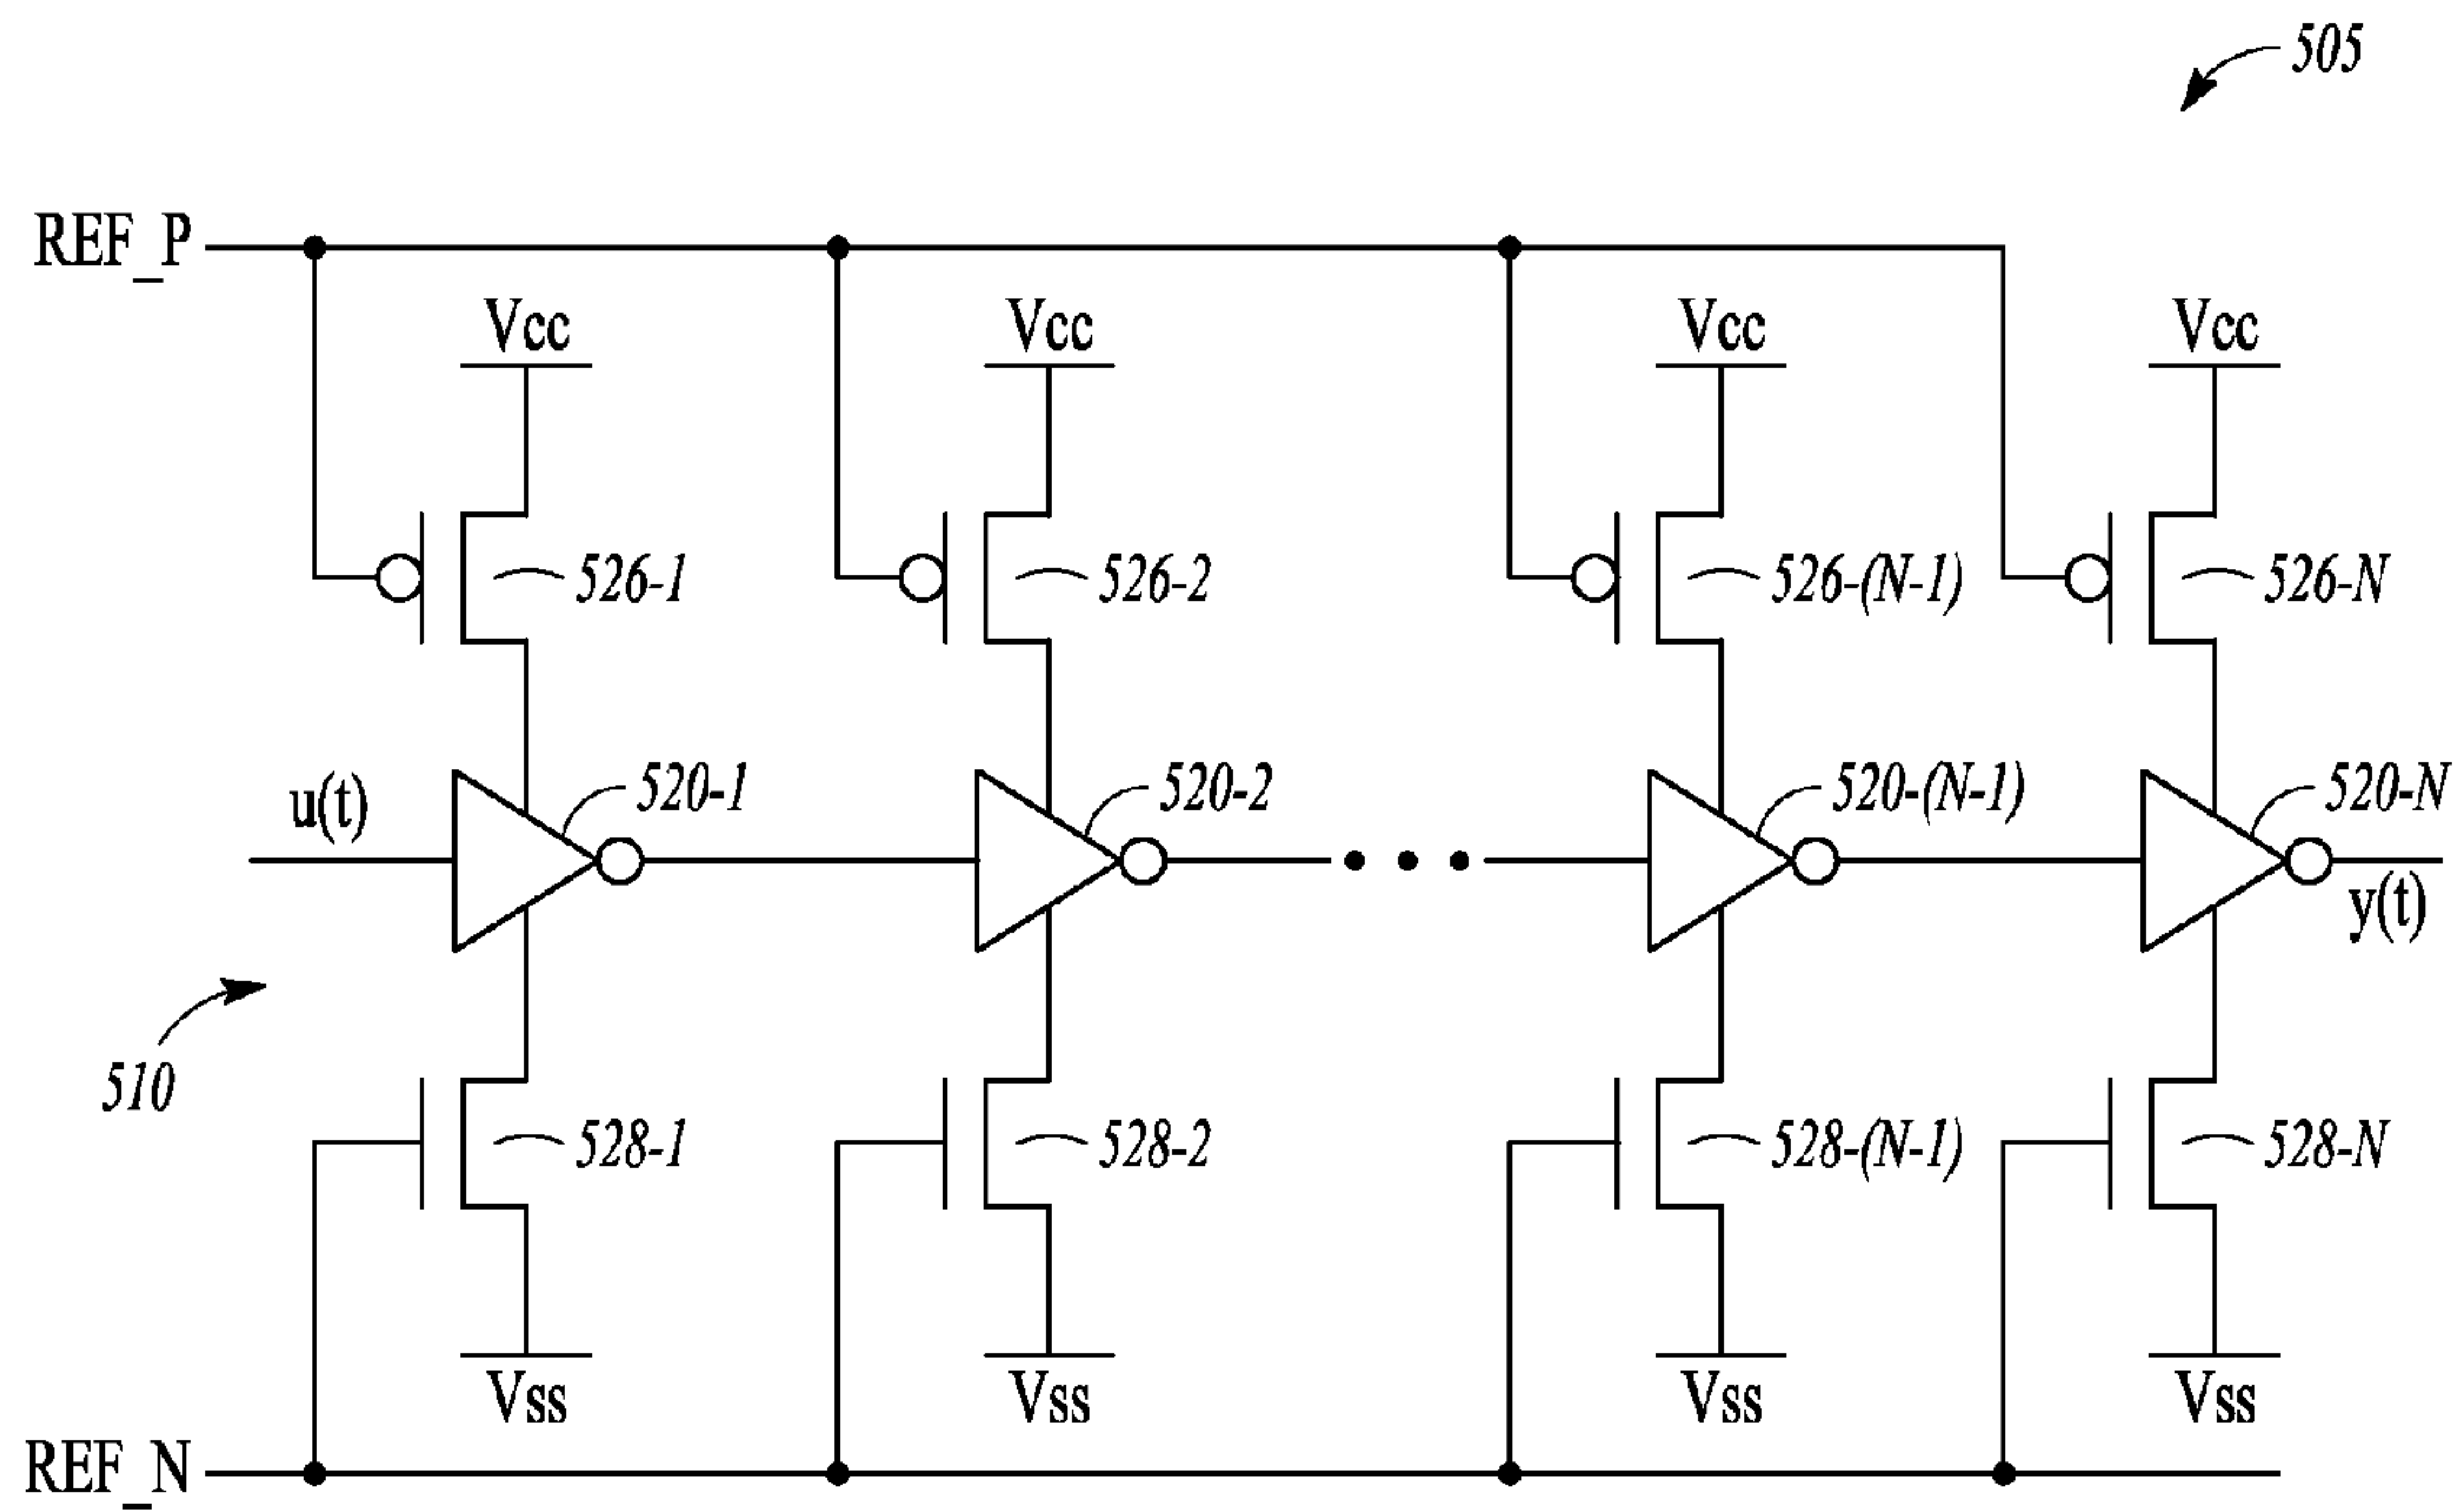 505
REF_P
Vcc Vcc Vcc Vcc
526-1 526-2 526-(N-1) 526-N
u(t) 520-1 520-2 520-(N-1) 520-N
y(t)
510
528-1 528-2 528-(N-1) 528-N
Vss Vss Vss Vss
REF_N